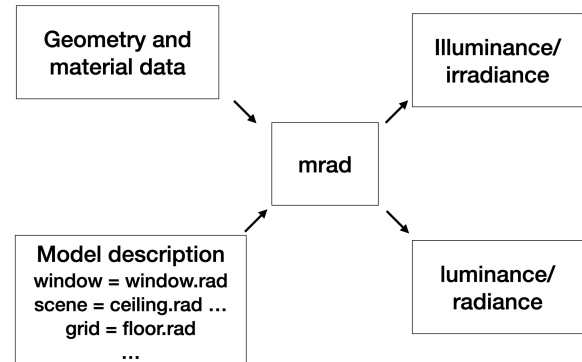 Geometry and
material data
Illuminance/
irradiance
mrad
Model description
window = window.rad
scene = ceiling.rad ...
grid = floor.rad
...
luminance/
radiance